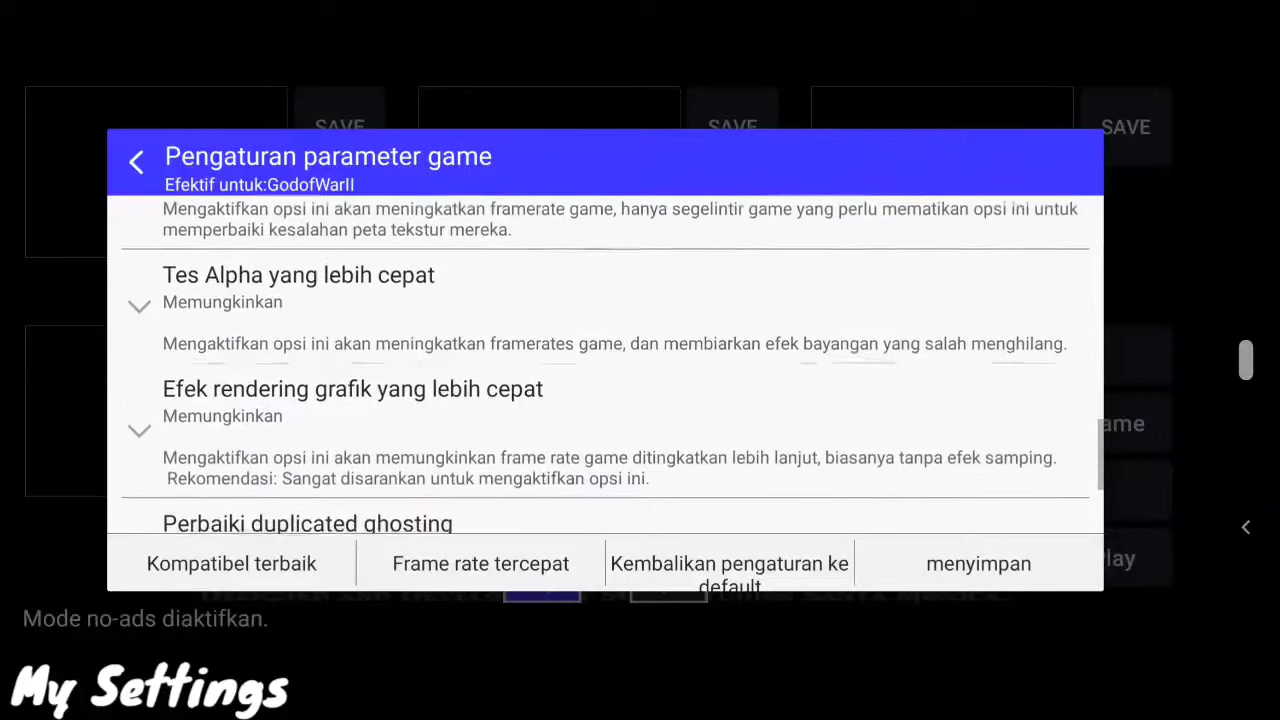 SAVE
SAVE
SAVE
Pengaturan parameter game
Efektif untuk:GodofWarII
Mengaktifkan opsi ini akan meningkatkan framerate game, hanya segelintir game yang perlu mematikan opsi ini untuk
memperbaiki kesalahan peta tekstur mereka.
Tes Alpha yang lebih cepat
Memungkinkan
Mengaktifkan opsi ini akan meningkatkan framerates game, dan membiarkan efek bayangan yang salah menghilang.
Efek rendering grafik yang lebih cepat
Memungkinkan
Mengaktifkan opsi ini akan memungkinkan frame rate game ditingkatkan lebih lanjut, biasanya tanpa efek samping.
Rekomendasi: Sangat disarankan untuk mengaktifkan opsi ini.
Perbaiki duplicated ghosting
Kompatibel terbaik
Frame rate tercepat
Kembalikan pengaturan ke
default
menyimpan
ame
lay
Mode no-ads diaktifkan.
My Settings